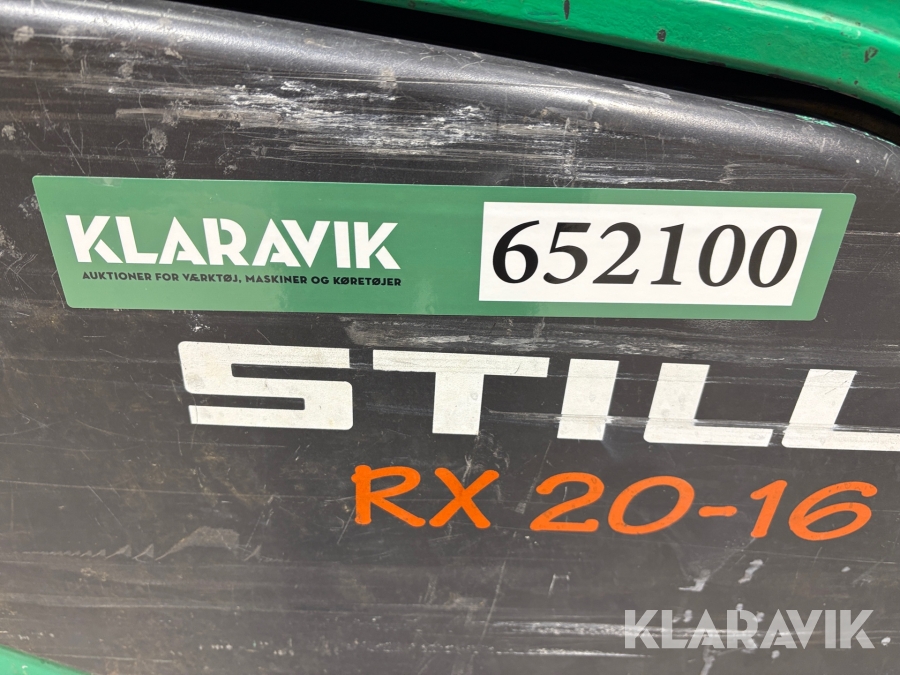 KLARAVIK
AUKTIONER FOR VÆRKTØJ, MASKINER OG KØRETØJER
652100
STILL
RX 20-16
KLARAVIK